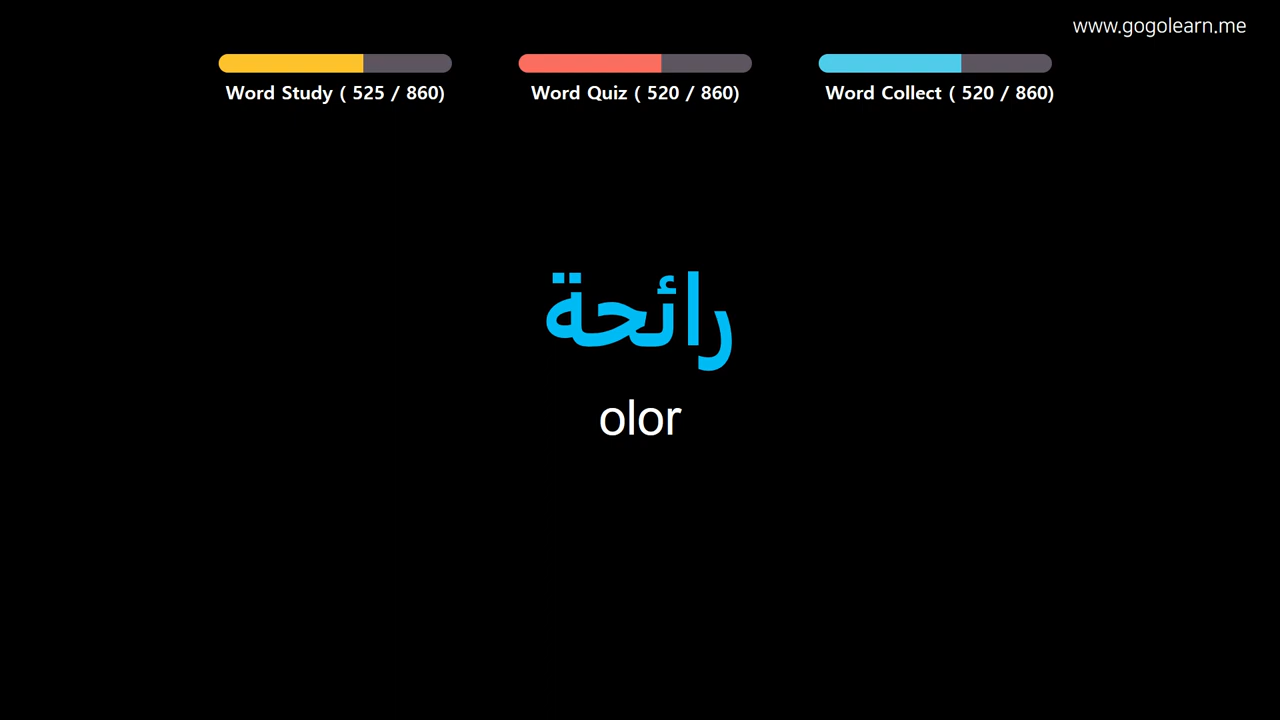 www.gogolearn.me
Word Study ( 525 / 860)
Word Quiz ( 520 / 860)
Word Collect ( 520 / 860)
رائحة
olor